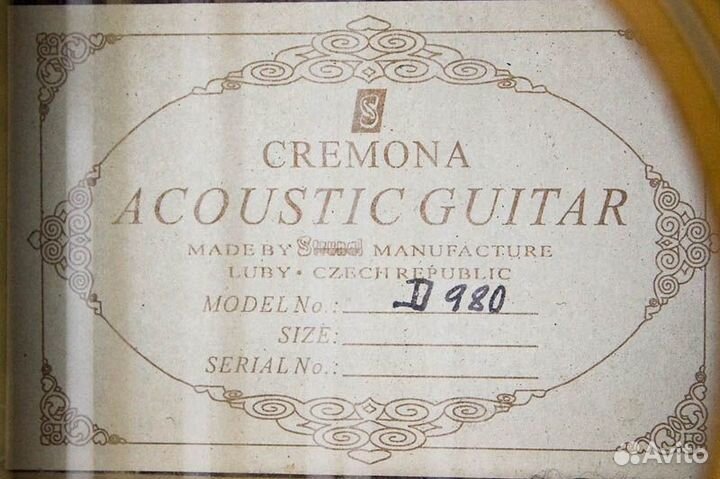 S
CREMONA
ACOUSTIC GUITAR
MADE BY Strunal MANUFACTURE
LUBY • CZECH REPUBLIC
MODEL No.: D 980
SIZE:
SERIAL No.:
Avito